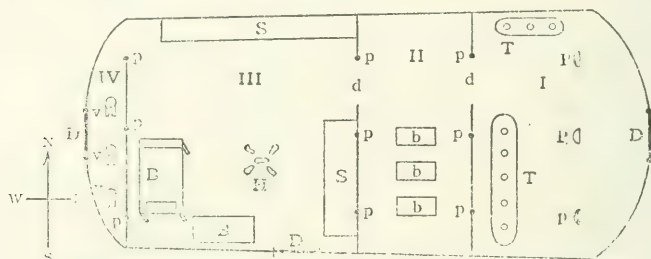 S
T
p p II p P
IV III d d I
v
D p
N p p P D
v
D b
W S b T
H
p p b p P
B
D
S